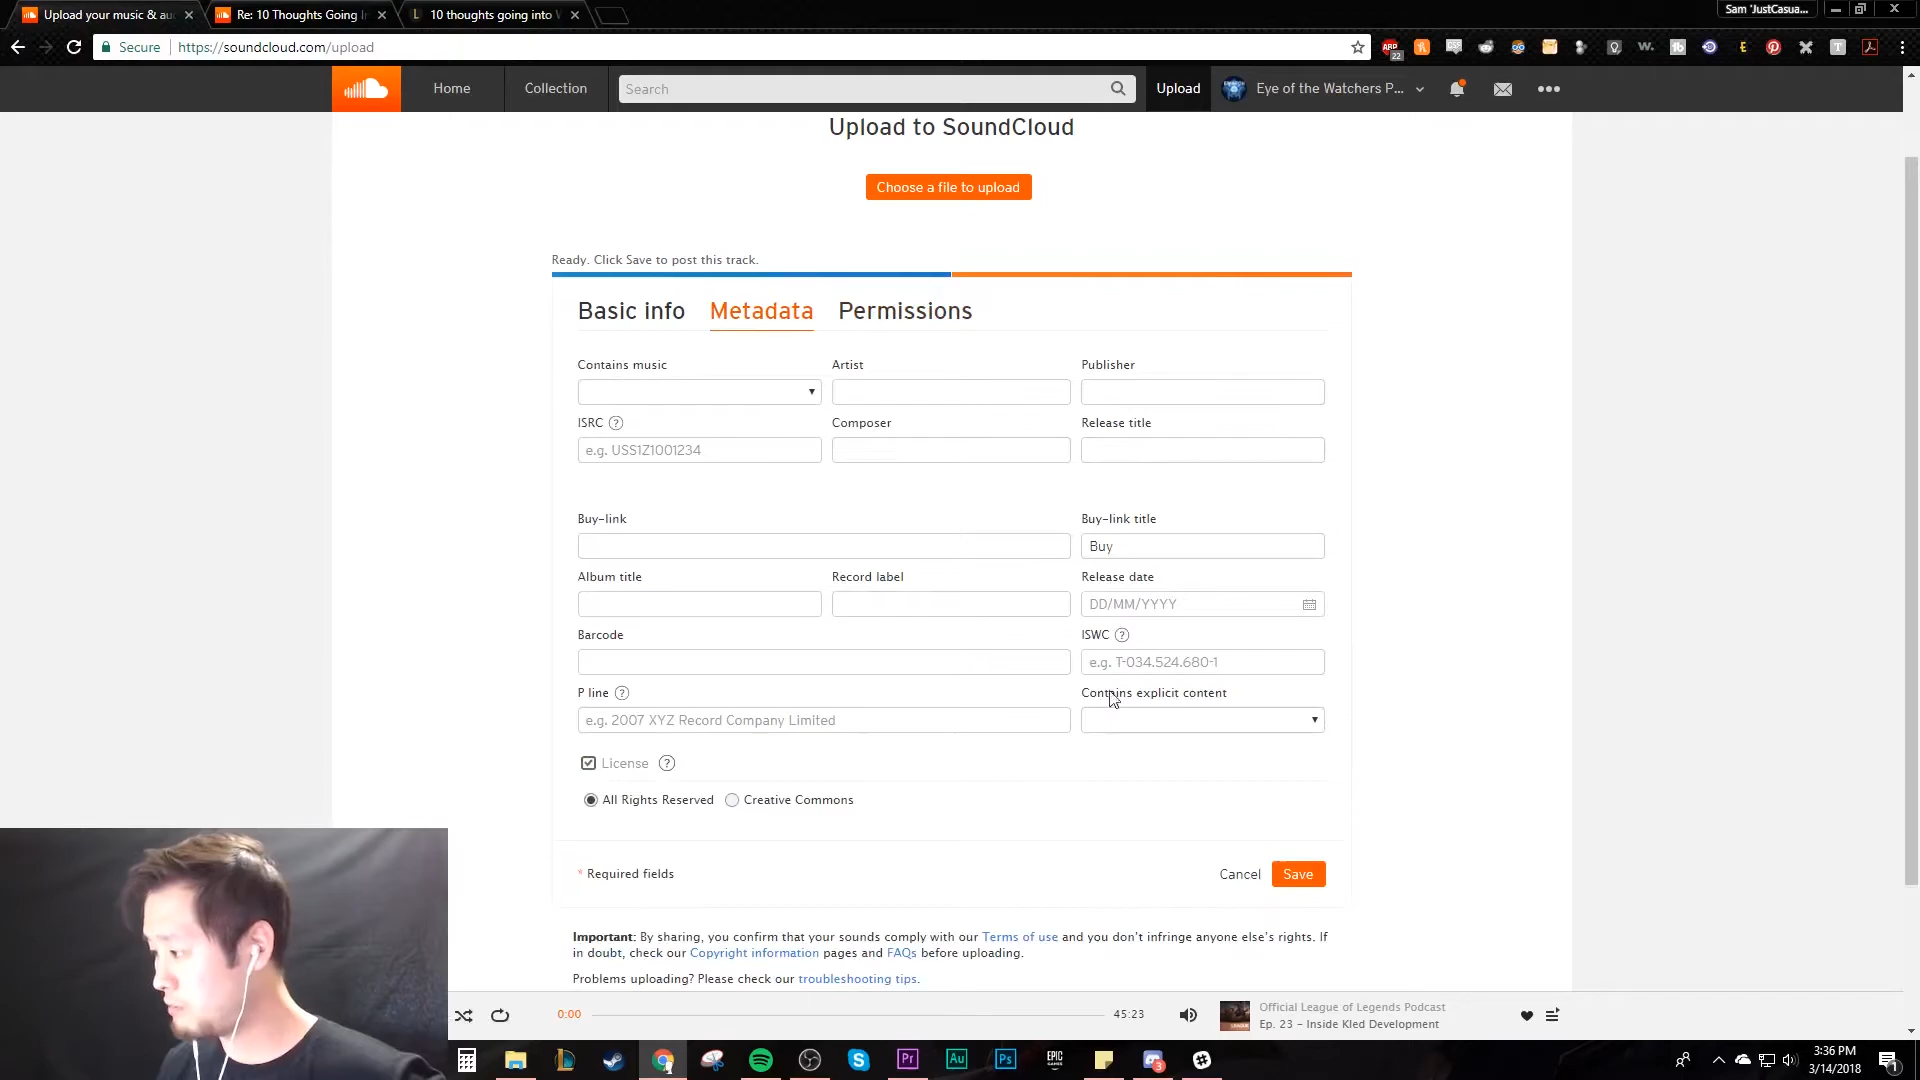 Upload your music & au
Re: 10 Thoughts Going I
10 thoughts going into
Sam 'JustCasua...
Secure
https://soundcloud.com/upload
22
Home
Collection
Search
Upload
Eye of the Watchers P...
Upload to SoundCloud
Choose a file to upload
Ready. Click Save to post this track.
Basic info
Metadata
Permissions
Contains music
Artist
Publisher
ISRC ?
Composer
Release title
e.g. USS1Z1001234
Buy-link
Buy-link title
Buy
Album title
Record label
Release date
DD/MM/YYYY
Barcode
ISWC ?
e.g. T-034.524.680-1
P line ?
Contains explicit content
e.g. 2007 XYZ Record Company Limited
License ?
All Rights Reserved
Creative Commons
* Required fields
Cancel
Save
Important: By sharing, you confirm that your sounds comply with our Terms of use and you don't infringe anyone else's rights. If
in doubt, check our Copyright information pages and FAQs before uploading.
Problems uploading? Please check our troubleshooting tips.
0:00
45:23
Official League of Legends Podcast
Ep. 23 – Inside Kled Development
Pr
Au
Ps
EPIC
GAMES
3
3:36 PM
3/14/2018
1